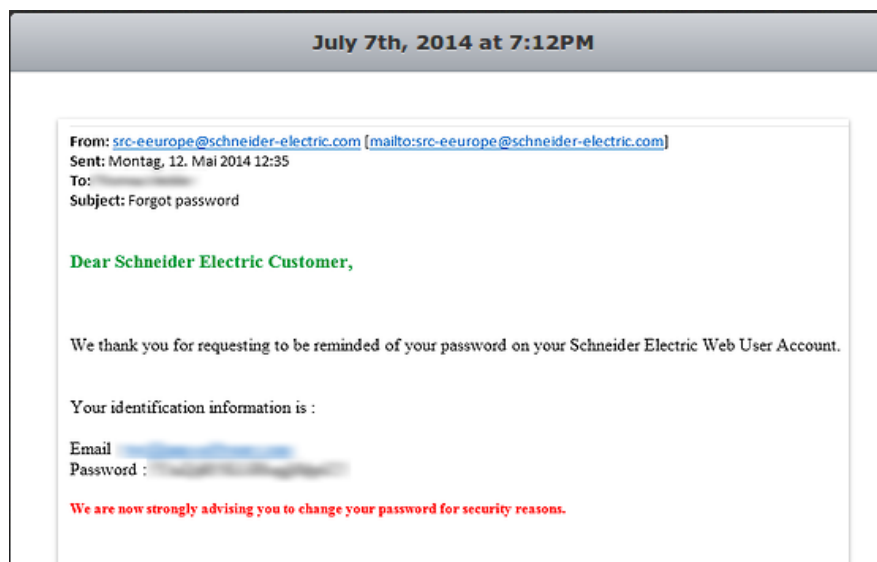 July 7th, 2014 at 7:12PM
From: src-eeurope@schneider-electric.com [mailto:src-eeurope@schneider-electric.com]
Sent: Montag, 12. Mai 2014 12:35
To:
Subject: Forgot password
Dear Schneider Electric Customer,
We thank you for requesting to be reminded of your password on your Schneider Electric Web User Account.
Your identification information is :
Email
Password :
We are now strongly advising you to change your password for security reasons.